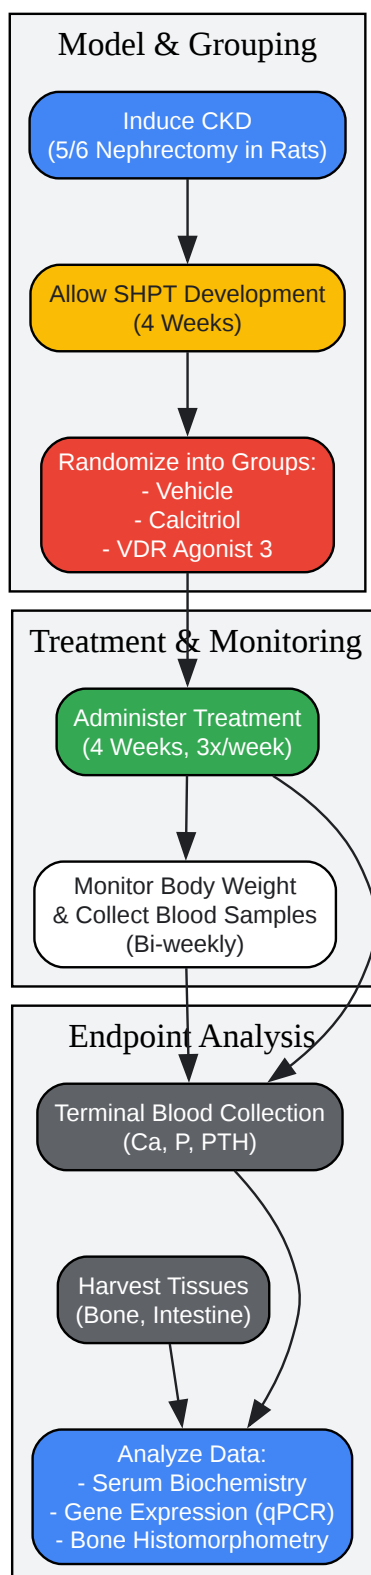 Model & Grouping
Induce CKD
(5/6 Nephrectomy in Rats)
Allow SHPT Development
(4 Weeks)
Randomize into Groups:
- Vehicle
- Calcitriol
- VDR Agonist 3
Treatment & Monitoring
Administer Treatment
(4 Weeks, 3x/week)
Monitor Body Weight
& Collect Blood Samples
(Bi-weekly)
Endpoint Analysis
Terminal Blood Collection
(Ca, P, PTH)
Harvest Tissues
(Bone, Intestine)
Analyze Data:
- Serum Biochemistry
- Gene Expression (qPCR)
- Bone Histomorphometry